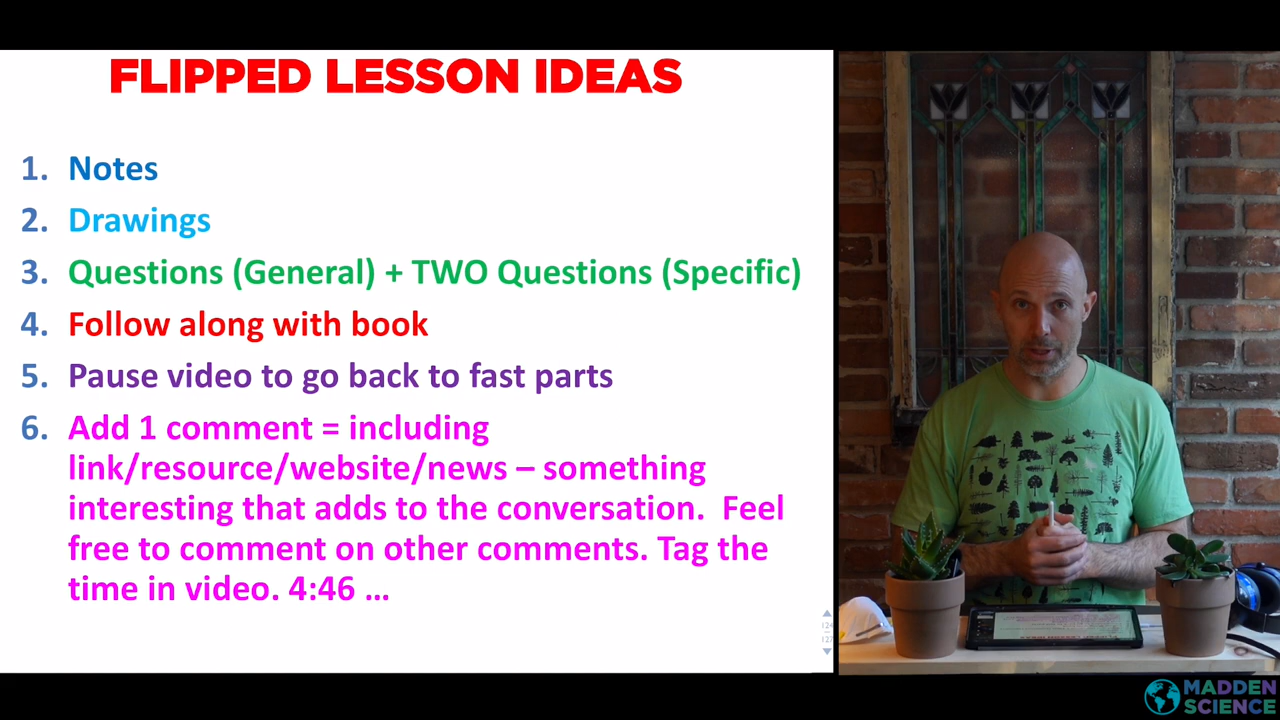 FLIPPED LESSON IDEAS
1. Notes
2. Drawings
3. Questions (General) + TWO Questions (Specific)
4. Follow along with book
5. Pause video to go back to fast parts
6. Add 1 comment = including
link/resource/website/news – something
interesting that adds to the conversation.  Feel
free to comment on other comments. Tag the
time in video. 4:46 ...
MADDEN
SCIENCE